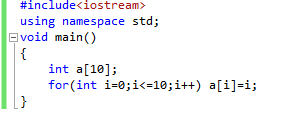 #include<iostream>
using namespace std;
void main()
{
    int a[10];
    for(int i=0;i<=10;i++) a[i]=i;
}